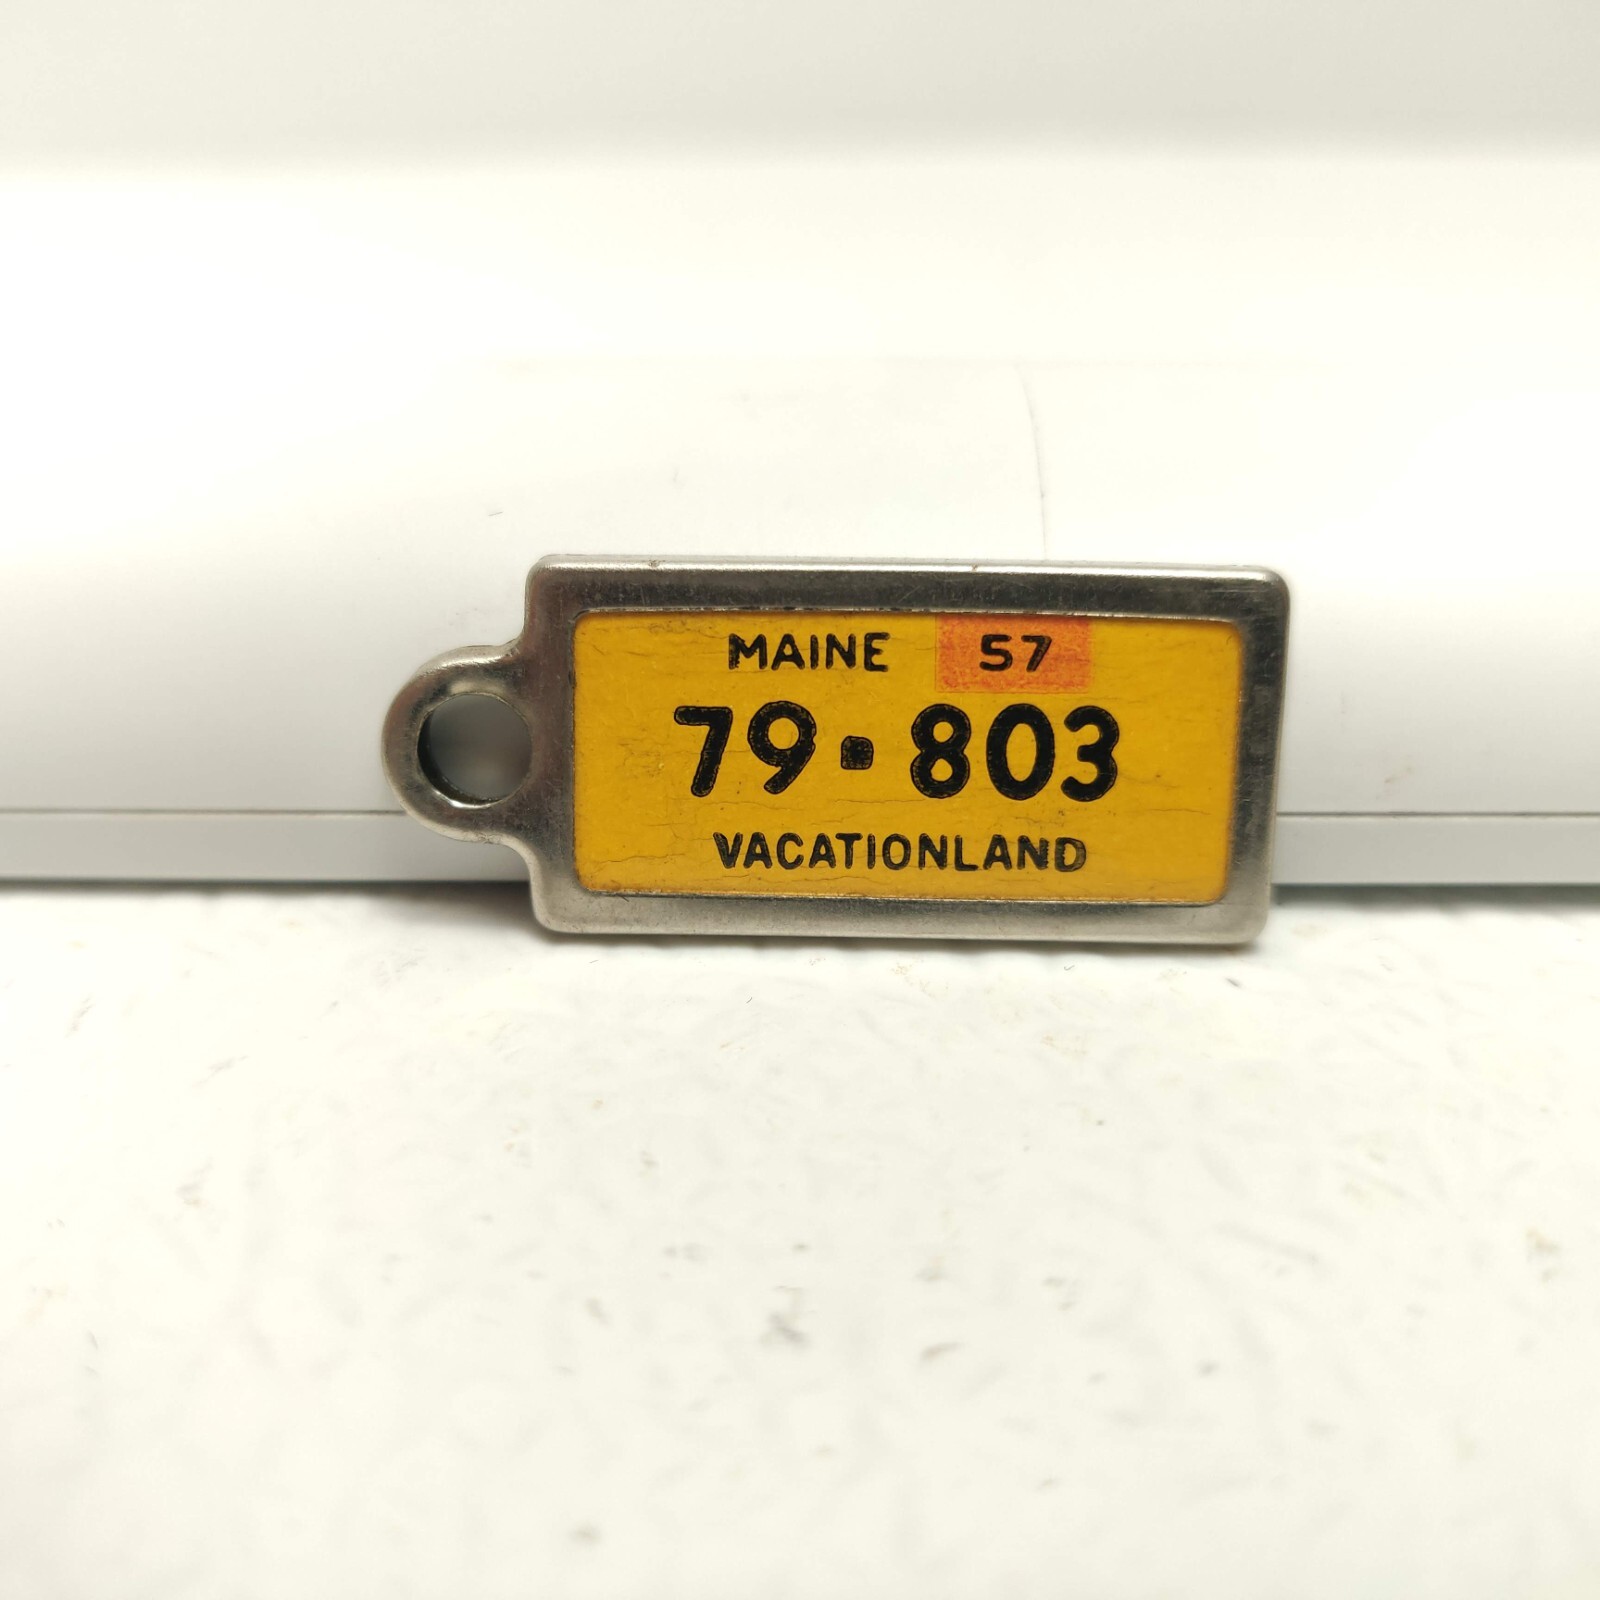 MAINE 57
79·803
VACATIONLAND